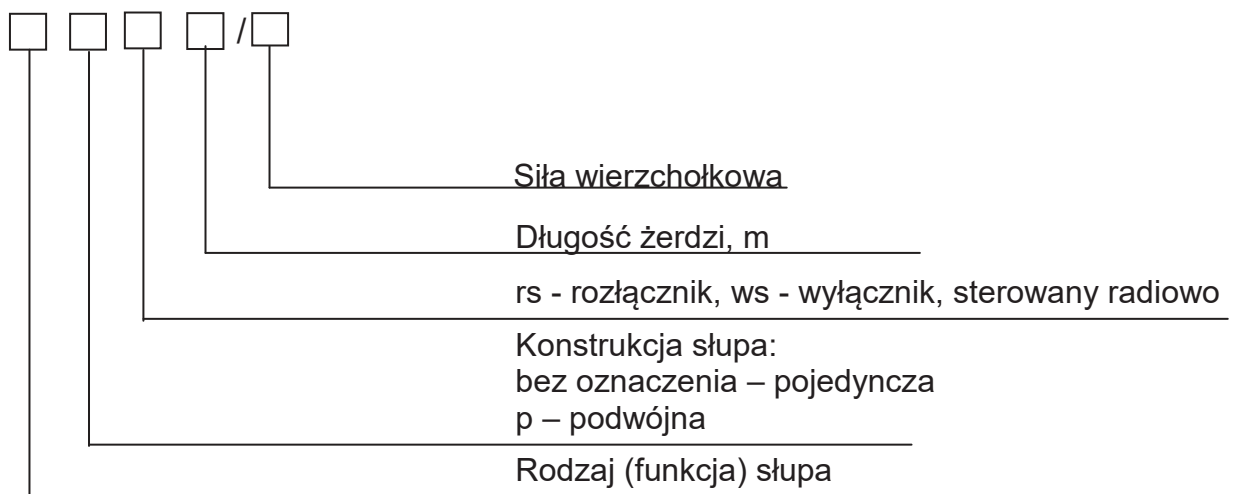 /
Siła wierzchołkowa
Długość żerdzi, m
rs - rozłącznik, ws - wyłącznik, sterowany radiowo
Konstrukcja słupa:
bez oznaczenia – pojedyncza
p – podwójna
Rodzaj (funkcja) słupa